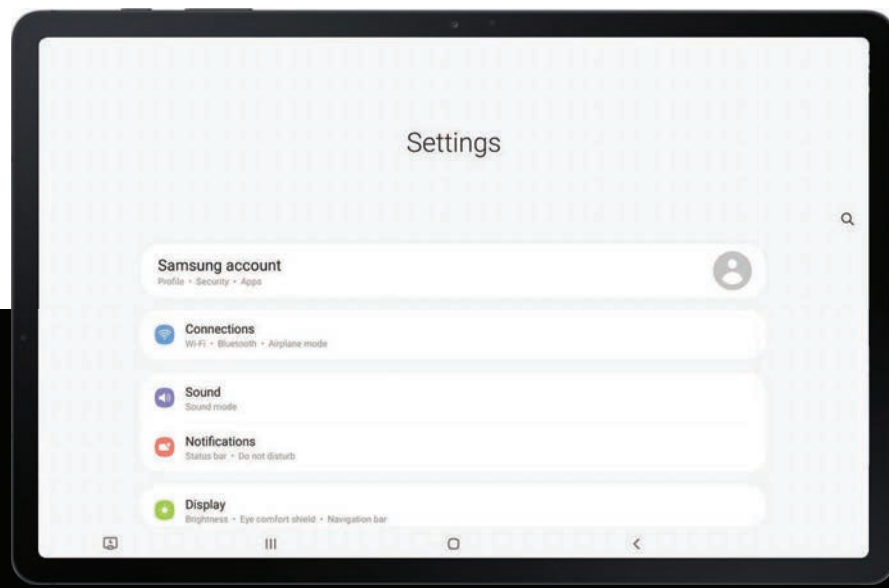 Settings
Samsung account
Profile • Security • Apps
Connections
Wi-Fi • Bluetooth • Airplane mode
Sound
Sound mode
Notifications
Status bar • Do not disturb
Display
Brightness • Eye comfort shield • Navigation bar